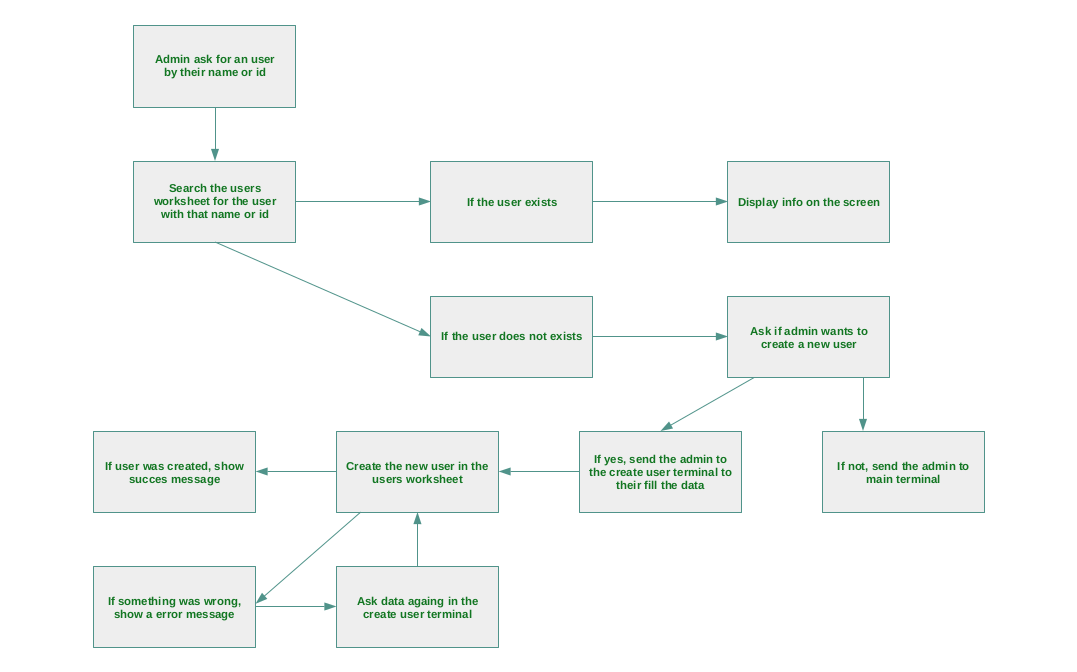 Admin ask for an user
by their name or id
Search the users
worksheet for the user
with that name or id
If the user exists
Display info on the screen
If the user does not exists
Ask if admin wants to
create a new user
If user was created, show
succes message
Create the new user in the
users worksheet
If yes, send the admin to
the create user terminal to
their fill the data
If not, send the admin to
main terminal
If something was wrong,
show a error message
Ask data againg in the
create user terminal